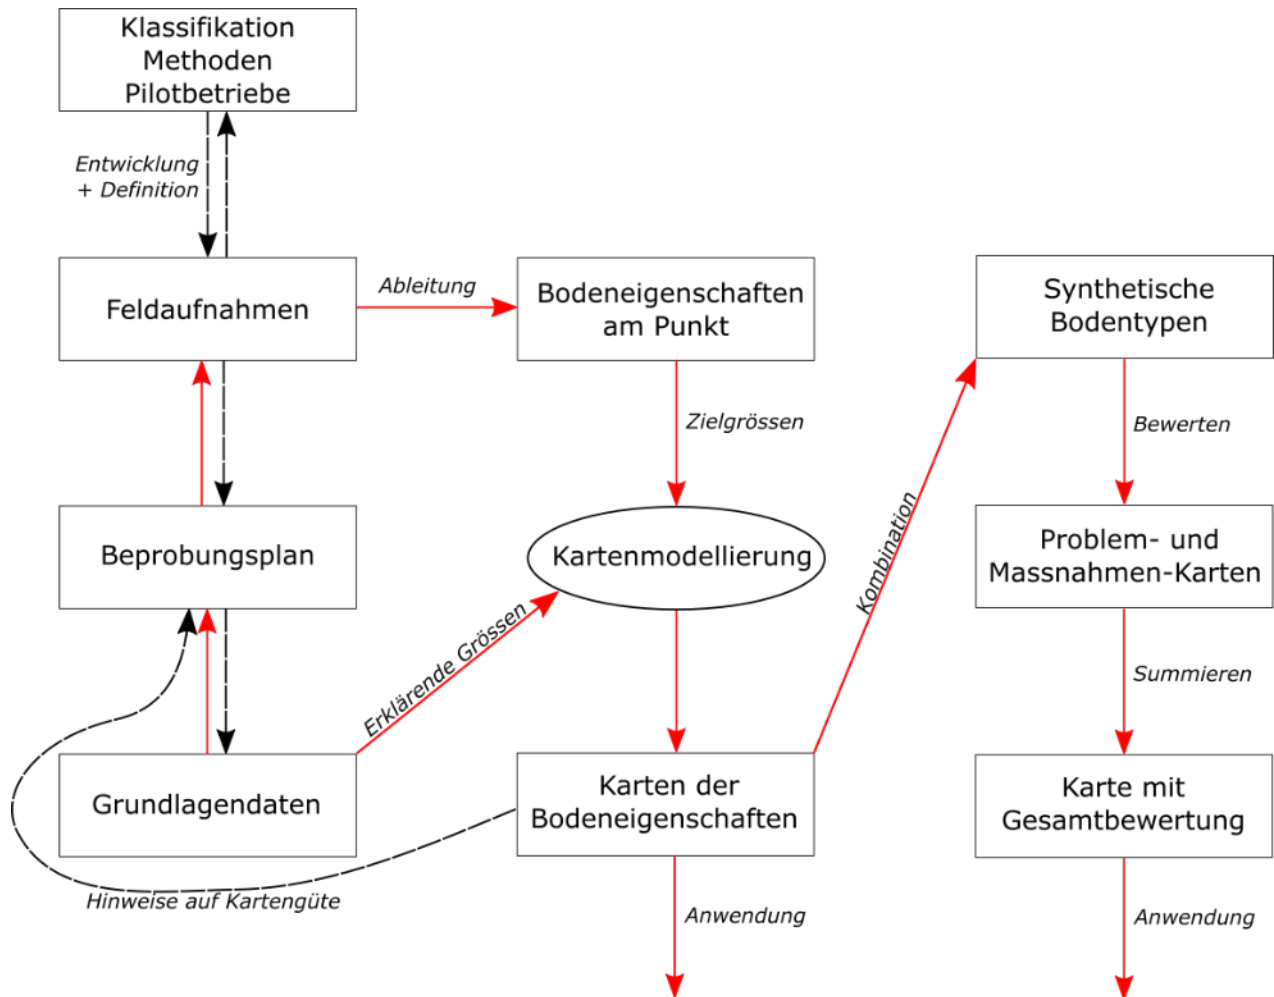 Klassifikation
Methoden
Pilotbetriebe
Entwicklung
+ Definition
Feldaufnahmen
Ableitung
Bodeneigenschaften
am Punkt
Synthetische
Bodentypen
Zielgrössen
Bewerten
Beprobungsplan
Kartenmodellierung
Kombination
Problem- und
Massnahmen-Karten
Erklärende Grössen
Summieren
Grundlagendaten
Karten der
Bodeneigenschaften
Karte mit
Gesamtbewertung
Hinweise auf Kartengüte
Anwendung
Anwendung